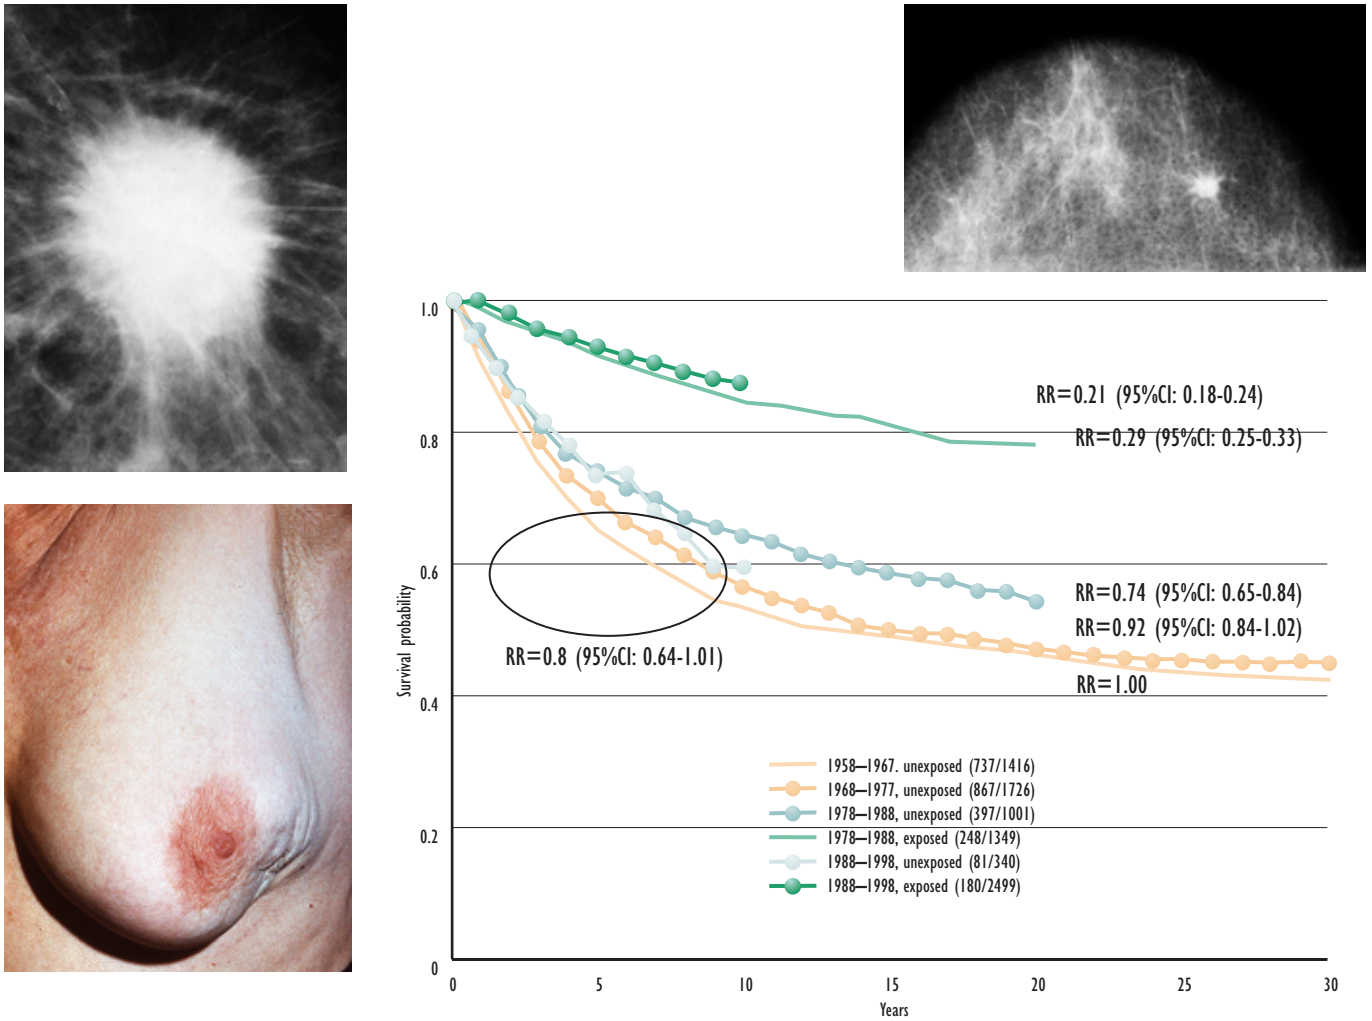 1.0
0.8
0.6
0.4
0.2
0
Survival probability
RR=0.21 (95%CI: 0.18-0.24)
RR=0.29 (95%CI: 0.25-0.33)
RR=0.74 (95%CI: 0.65-0.84)
RR=0.92 (95%CI: 0.84-1.02)
RR=0.8 (95%CI: 0.64-1.01)
RR=1.00
1958–1967. unexposed (737/1416)
1968–1977, unexposed (867/1726)
1978–1988, unexposed (397/1001)
1978–1988, exposed (248/1349)
1988–1998, unexposed (81/340)
1988–1998, exposed (180/2499)
0 5 10 15 20 25 30
Years